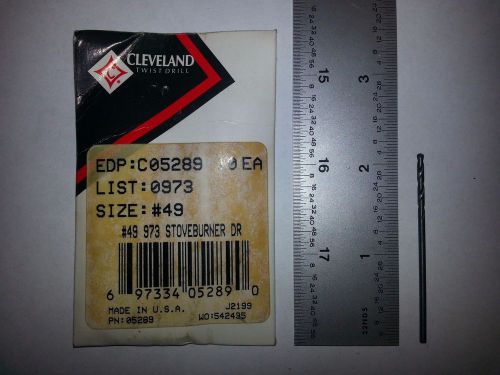 CLEVELAND
TWIST DRILL
EDP:C05289 0 EA
LIST:0973
SIZE:#49
#49 973 STOVEBURNER DR
6 97334 05289 0
MADE IN U.S.A. J2199
PN:05289 WO:542435
15
16
17
3
2
1